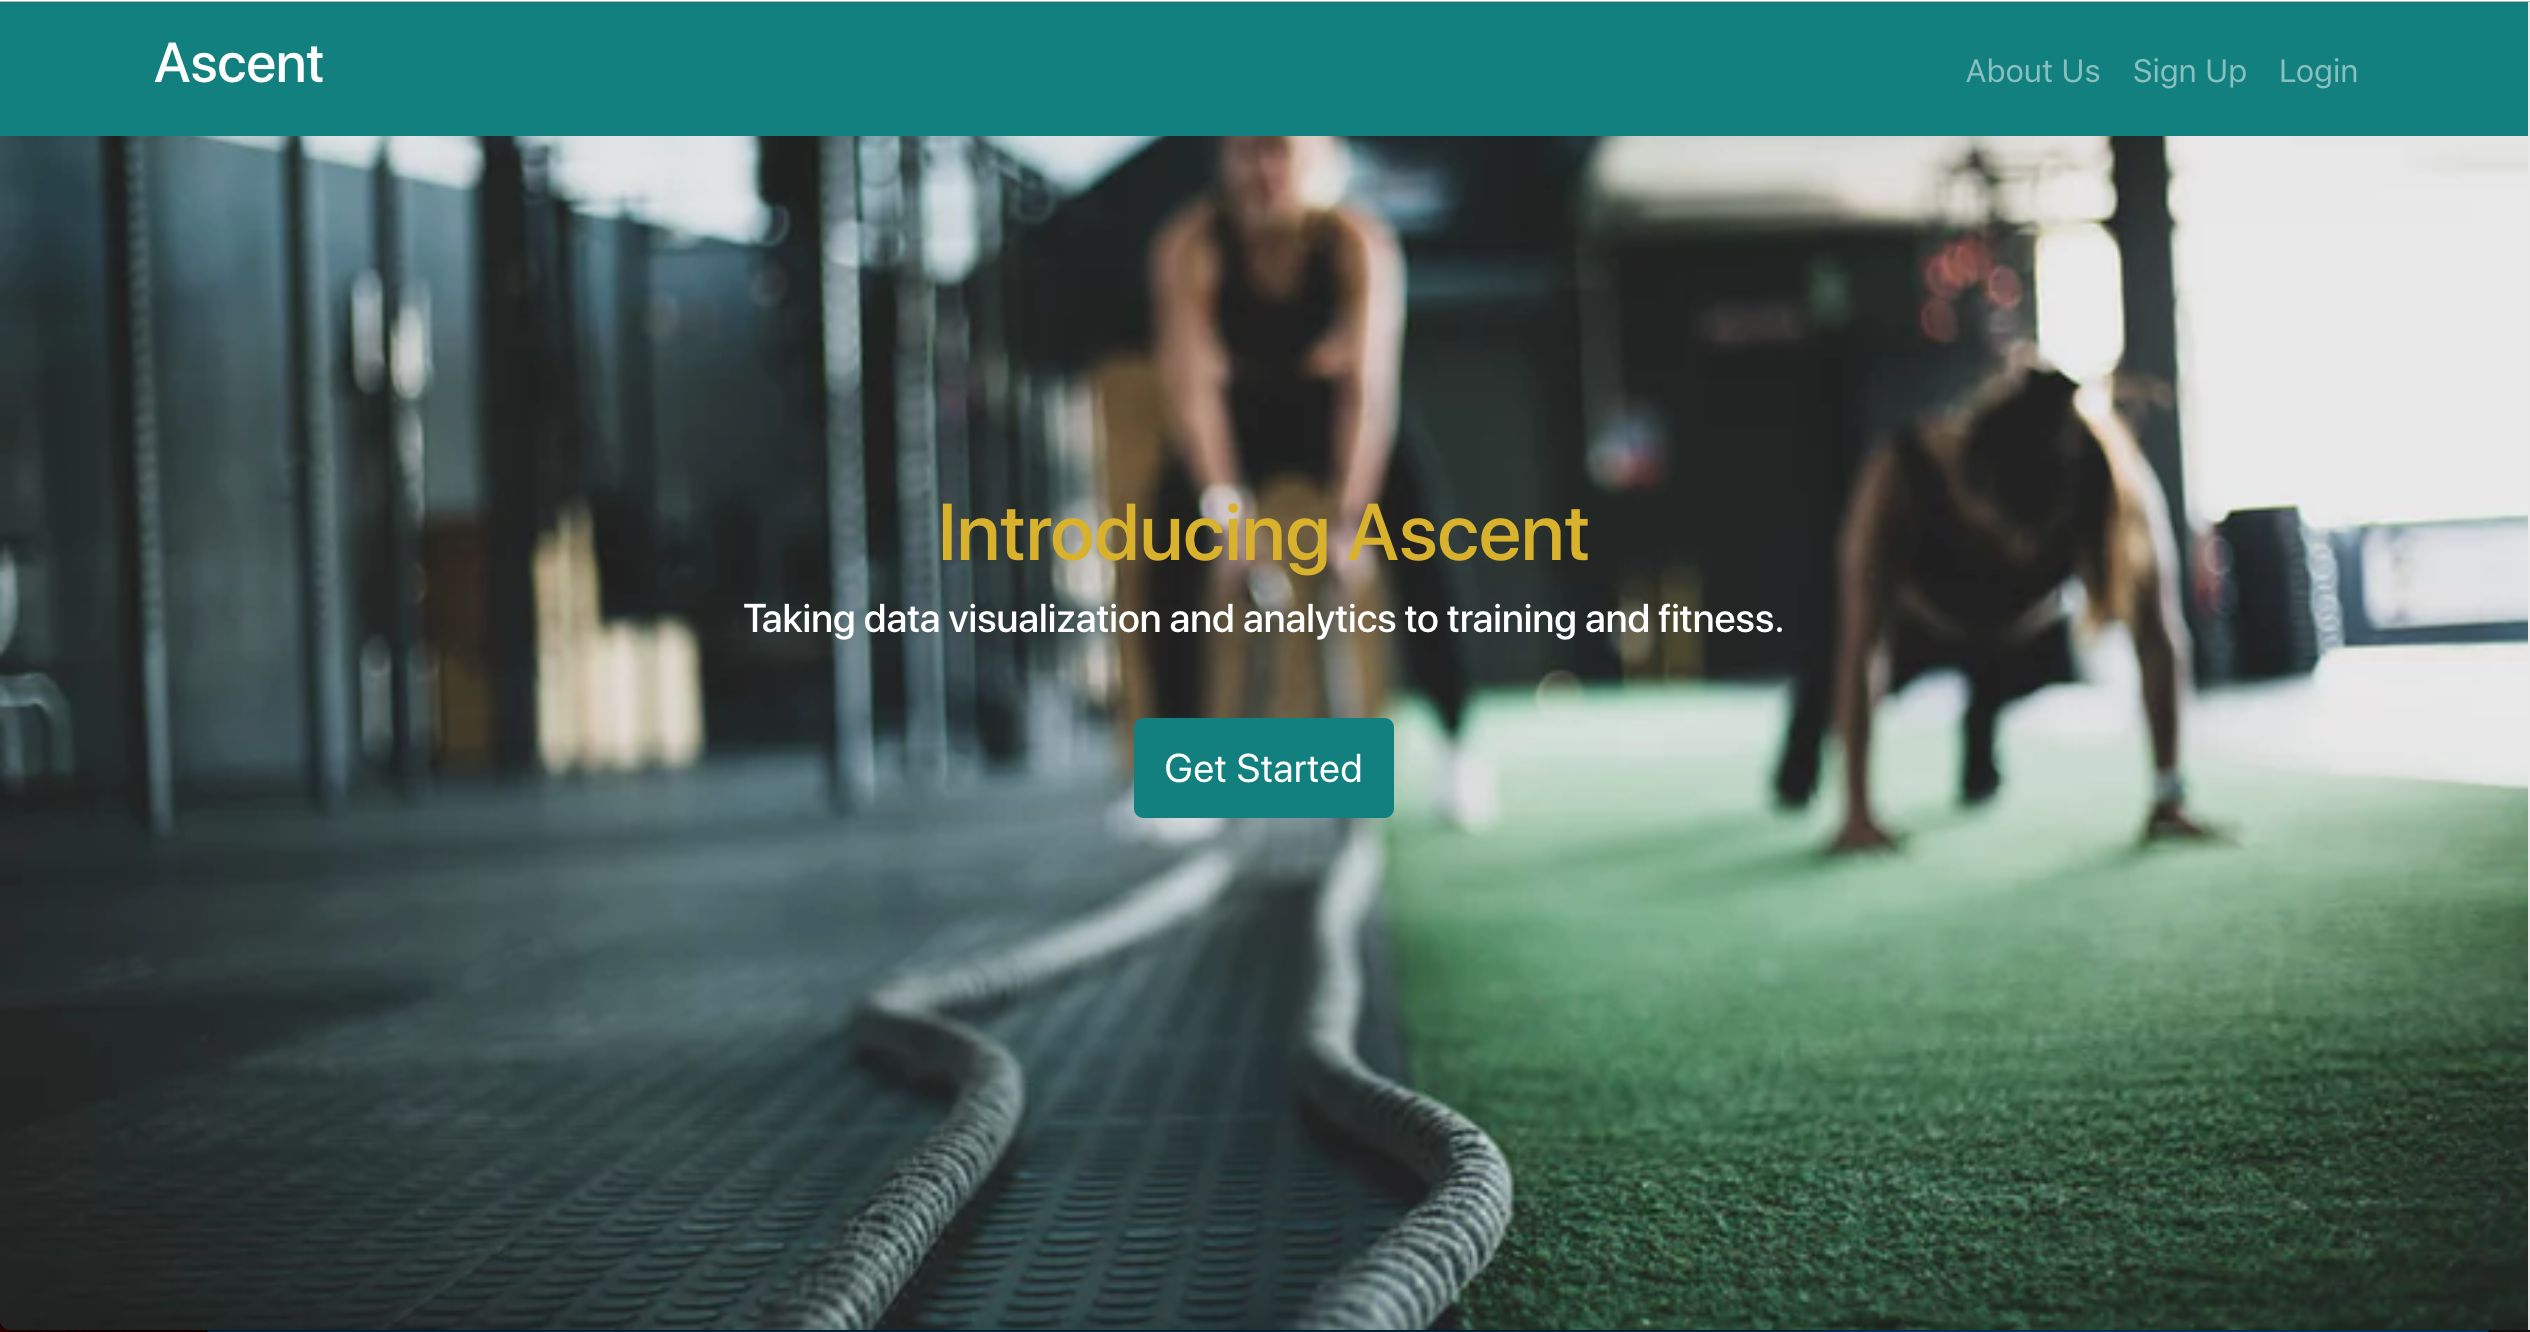 Ascent
About Us Sign Up Login
Introducing Ascent
Taking data visualization and analytics to training and fitness.
Get Started